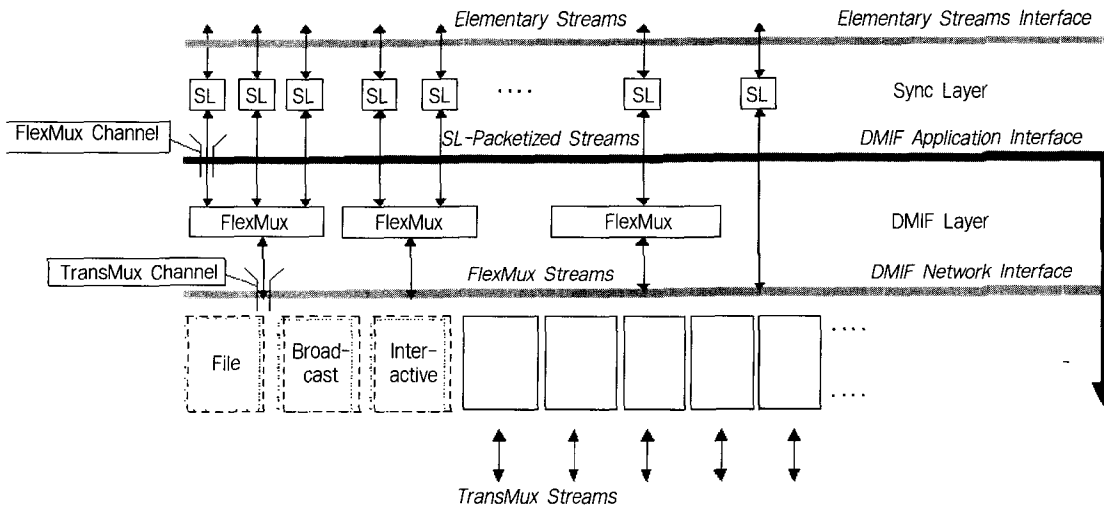 Elementary Streams
Elementary Streams Interface
SL SL SL SL SL .... SL SL
Sync Layer
FlexMux Channel
SL-Packetized Streams
DMIF Application Interface
FlexMux FlexMux FlexMux
DMIF Layer
TransMux Channel
FlexMux Streams
DMIF Network Interface
File
Broad-
cast
Inter-
active
....
....
TransMux Streams